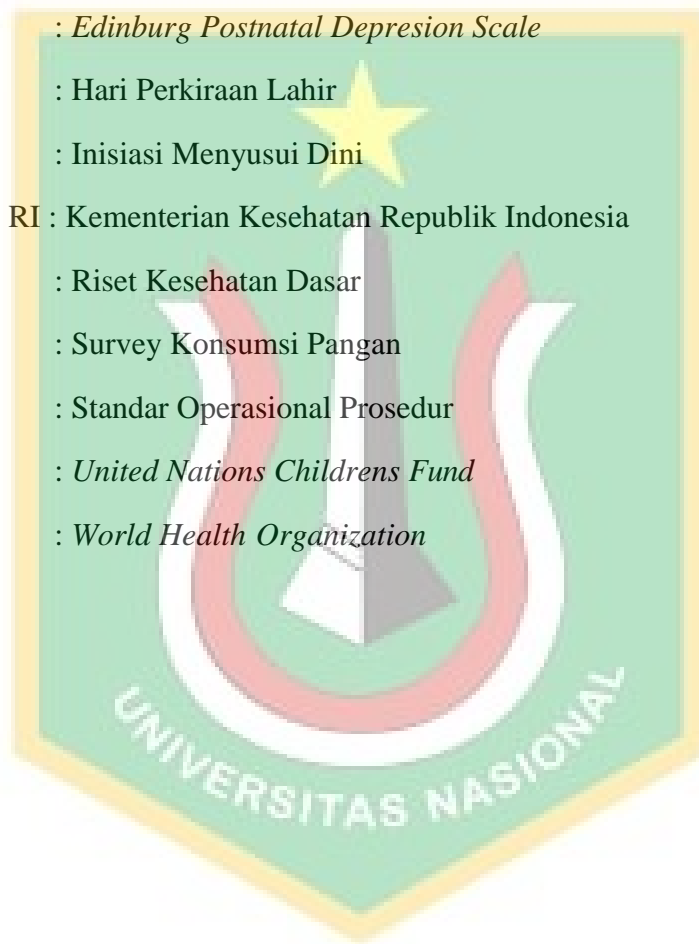 : Edinburg Postnatal Depresion Scale
: Hari Perkiraan Lahir
: Inisiasi Menyusui Dini
RI : Kementerian Kesehatan Republik Indonesia
: Riset Kesehatan Dasar
: Survey Konsumsi Pangan
: Standar Operasional Prosedur
: United Nations Childrens Fund
: World Health Organization
UNIVERSITAS NASIONAL